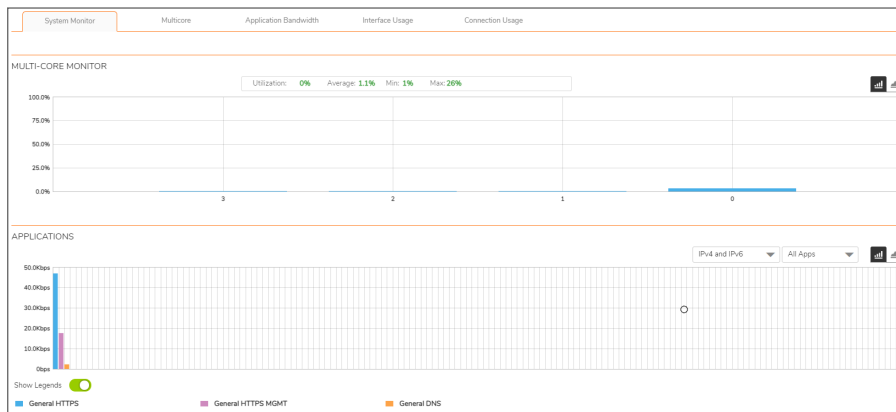 System Monitor Multicore Application Bandwidth Interface Usage Connection Usage
MULTI-CORE MONITOR
Utilization: 0% Average: 1.1% Min: 1% Max: 26%
100.0%
75.0%
50.0%
25.0%
0.0%
3 2 1 0
APPLICATIONS
IPv4 and IPv6 All Apps
50.0Kbps
40.0Kbps
30.0Kbps
20.0Kbps
10.0Kbps
0bps
Show Legends
General HTTPS General HTTPS MGMT General DNS